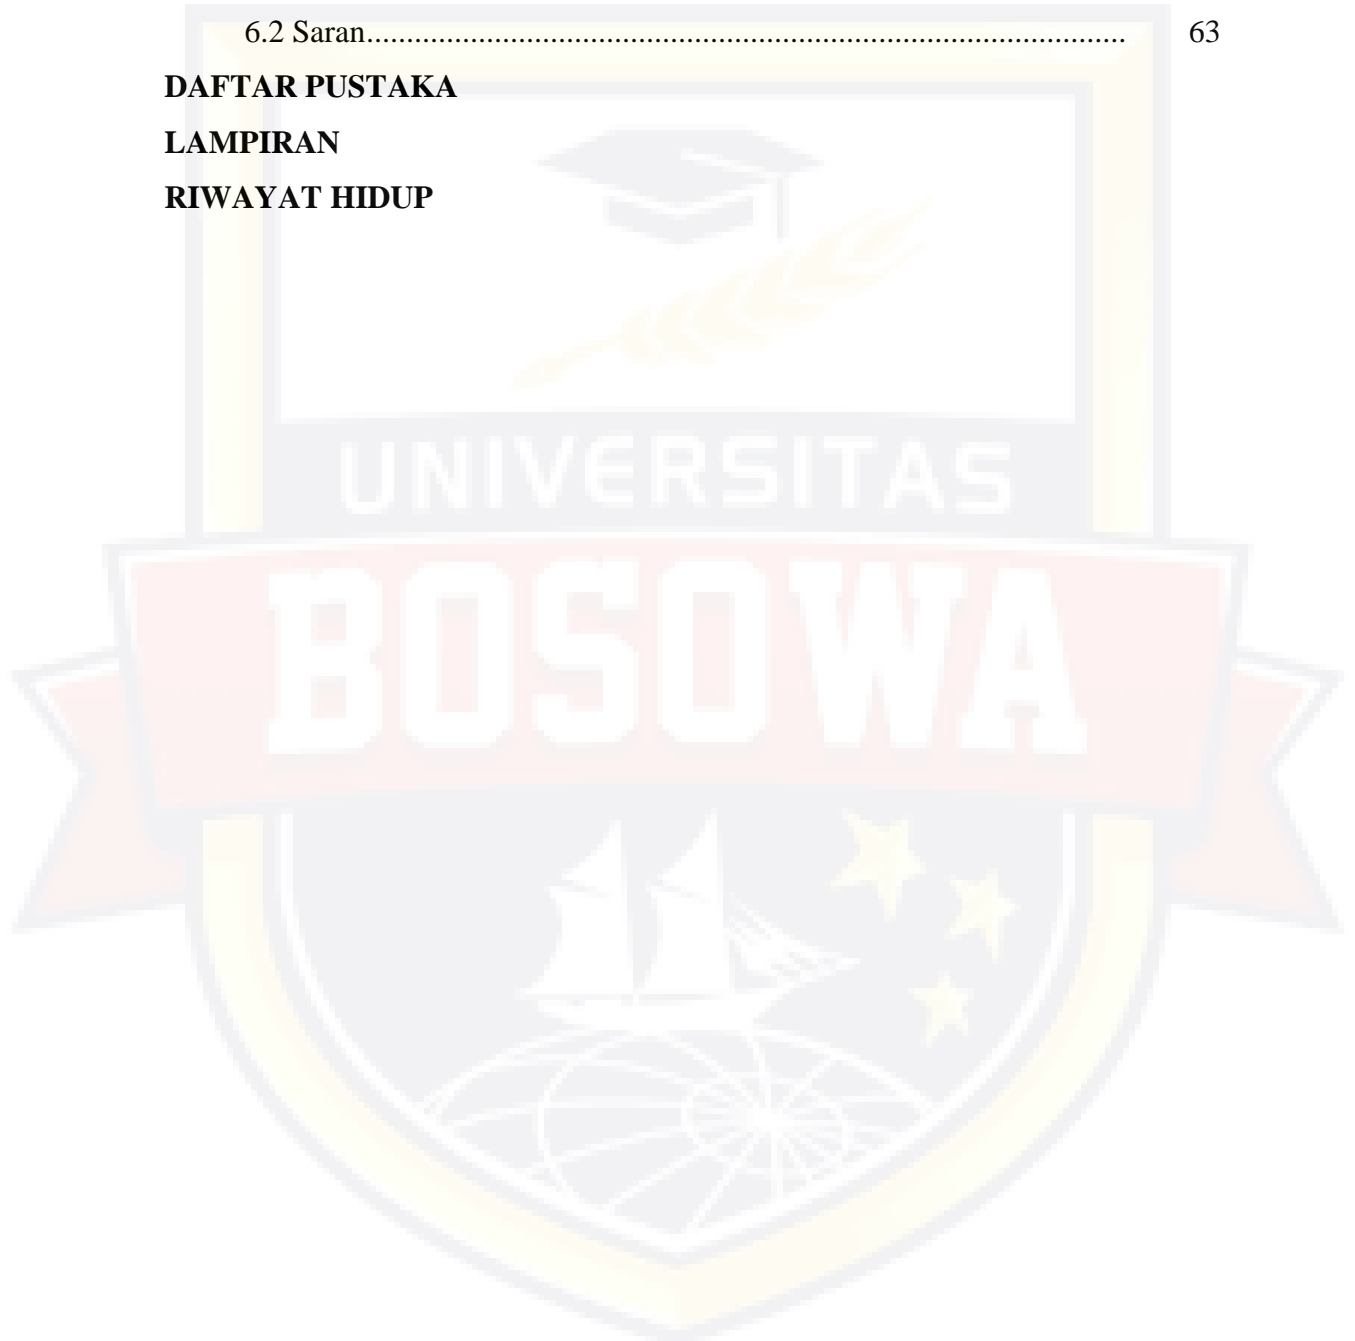 6.2 Saran............................................................................................... 63
DAFTAR PUSTAKA
LAMPIRAN
RIWAYAT HIDUP
UNIVERSITAS
BOSOWA